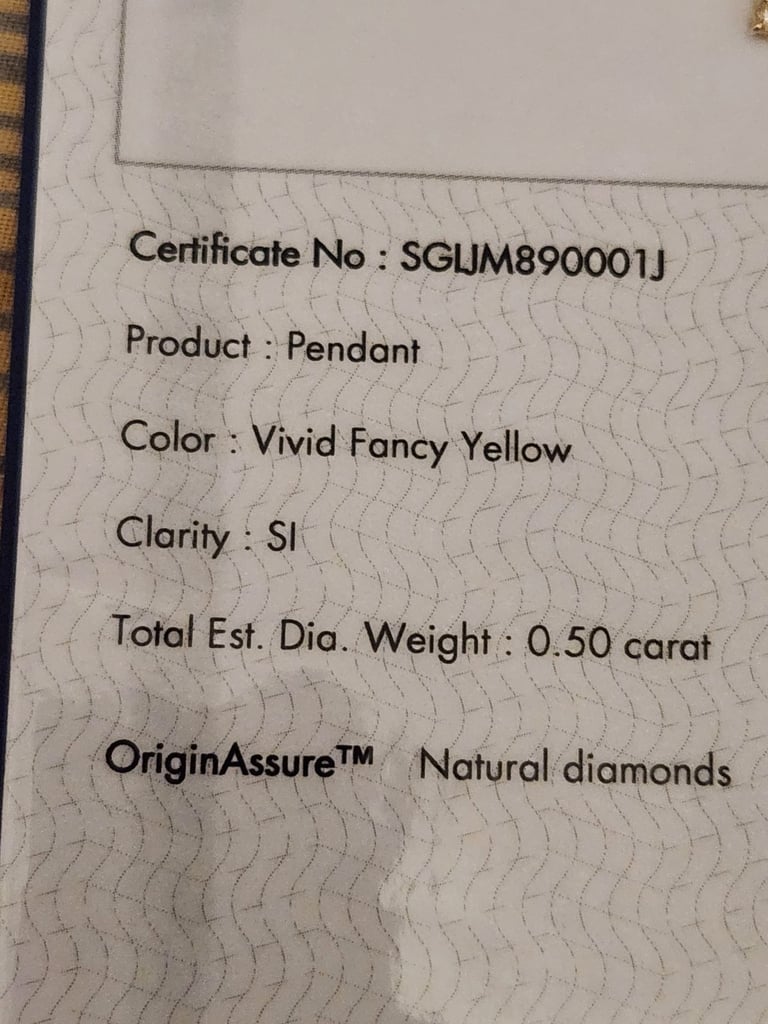 Certificate No : SGLJM890001J
Product : Pendant
Color : Vivid Fancy Yellow
Clarity : SI
Total Est. Dia. Weight : 0.50 carat
OriginAssure™ Natural diamonds